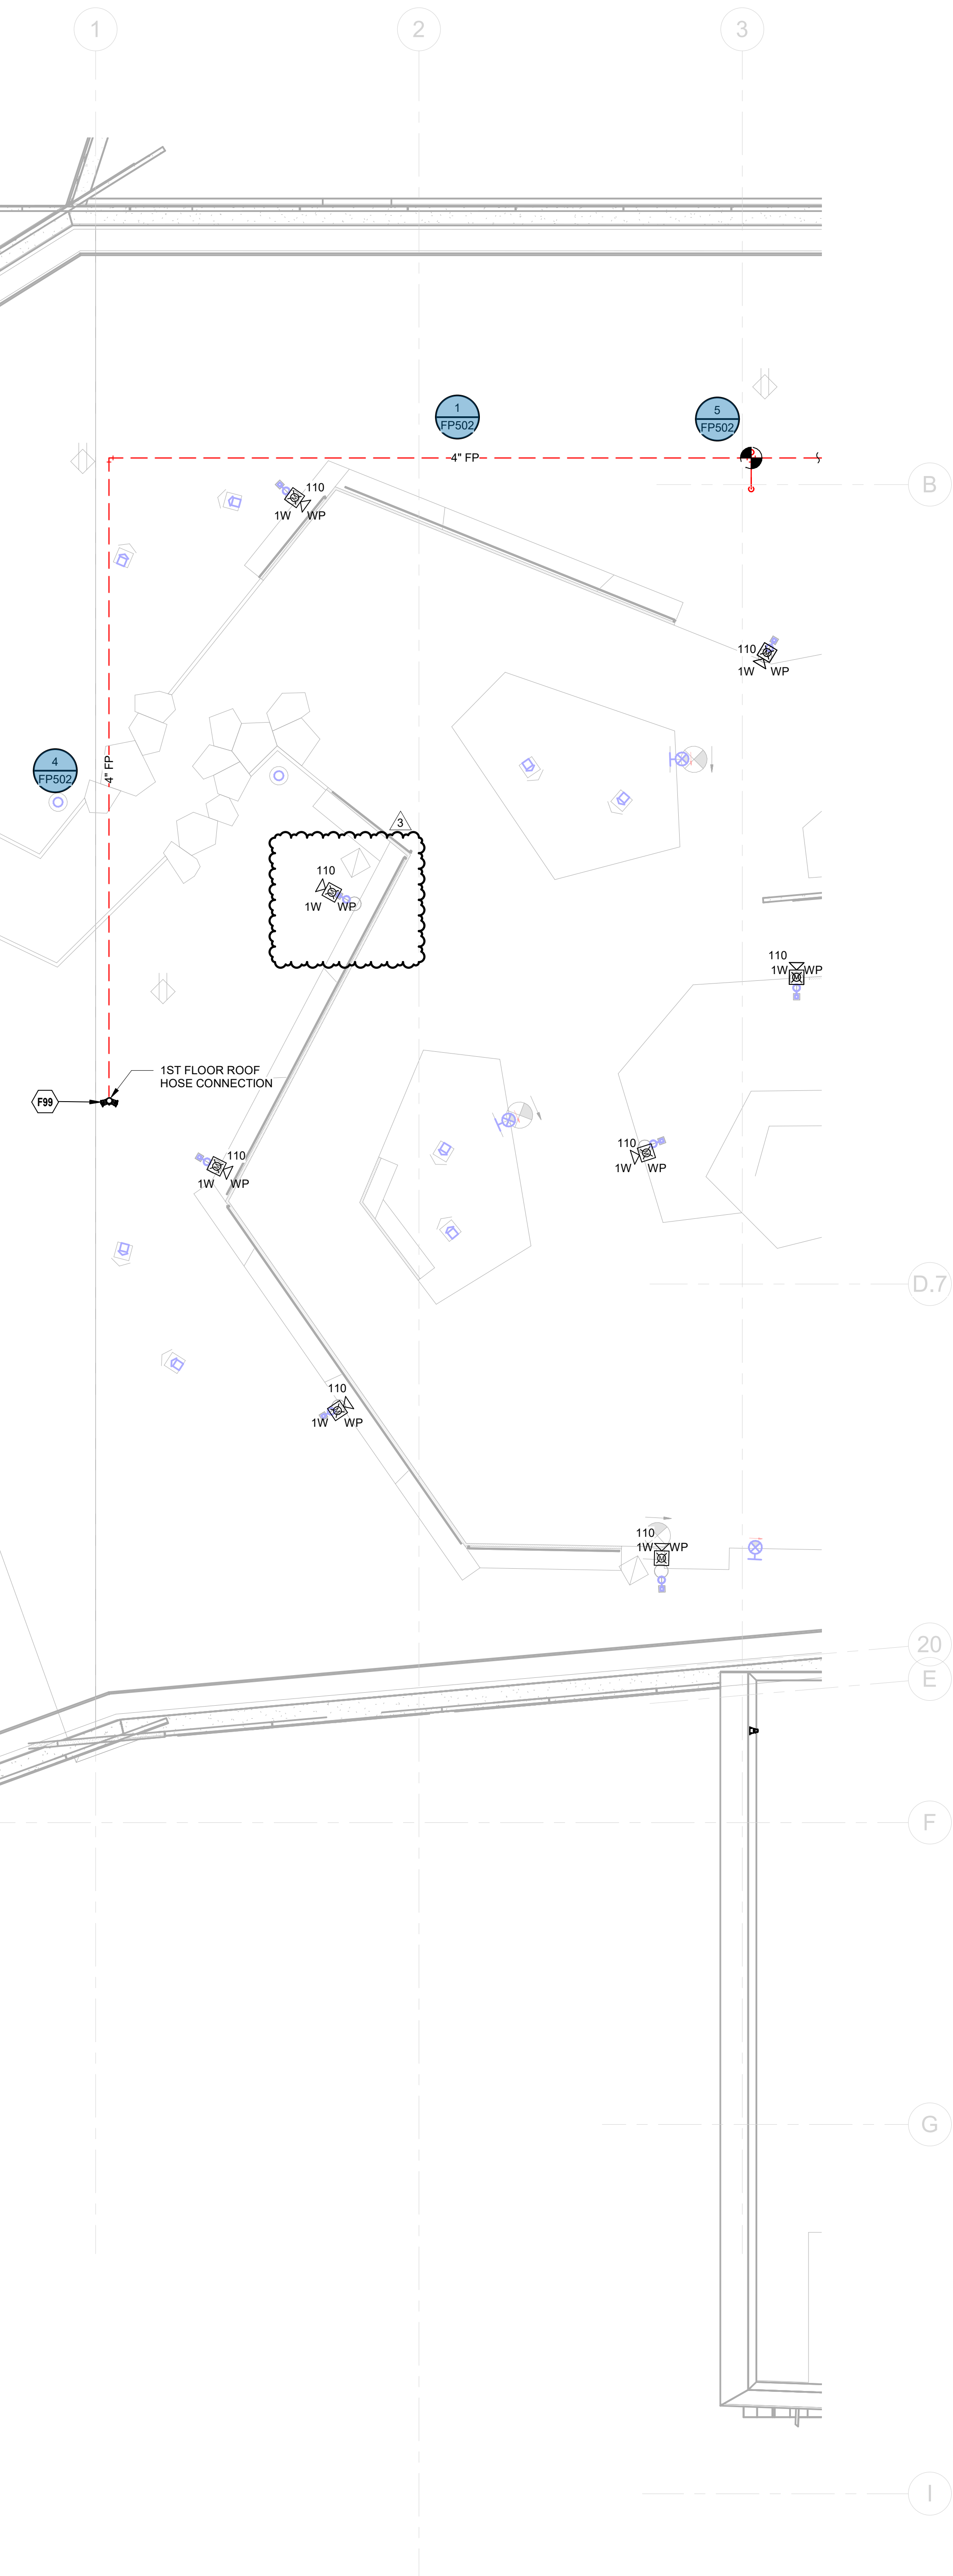 1
2
3
1
FP502
5
FP502
4" FP
B
110
1W WP
110
1W WP
4
FP502
4" FP
3
110
1W WP
110
1W WP
1ST FLOOR ROOF
HOSE CONNECTION
F99
110
1W WP
110
1W WP
D.7
110
1W WP
110
1W WP
20
E
F
G
I